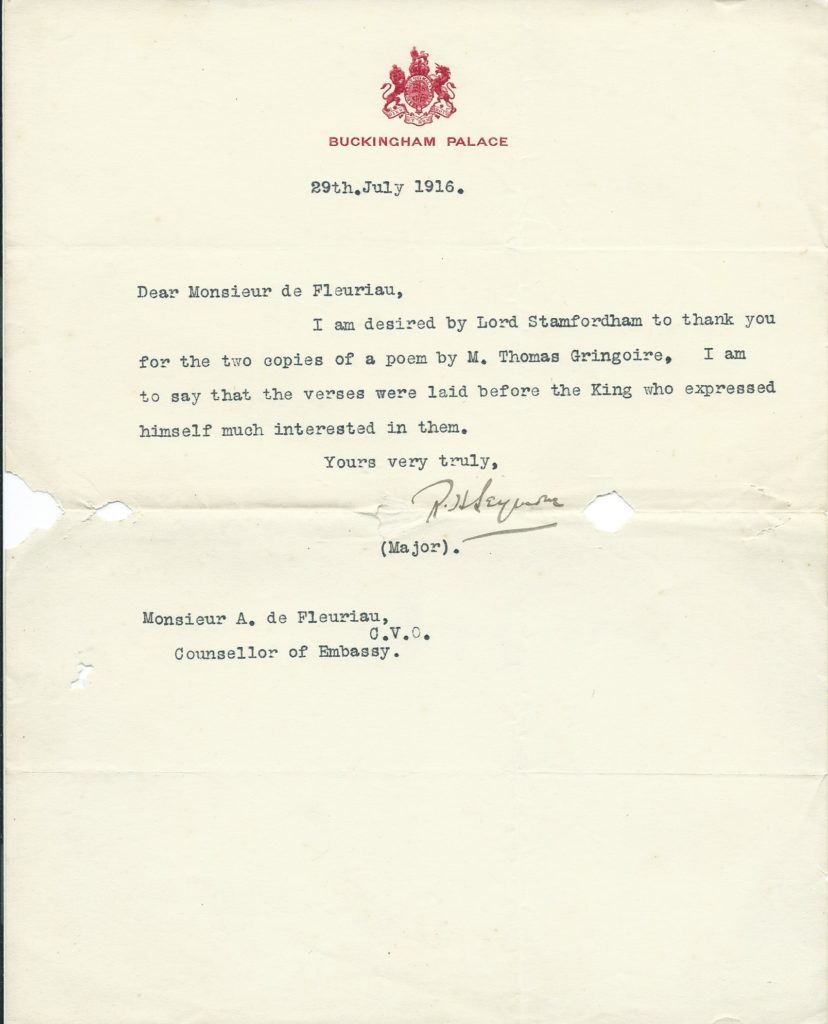 BUCKINGHAM PALACE
29th.July 1916.
Dear Monsieur de Fleuriau,
I am desired by Lord Stamfordham to thank you
for the two copies of a poem by M. Thomas Gringoire. I am
to say that the verses were laid before the King who expressed
himself much interested in them.
Yours very truly,
R.H Seymour
(Major).
Monsieur A. de Fleuriau,
C.V.O.
Counsellor of Embassy.